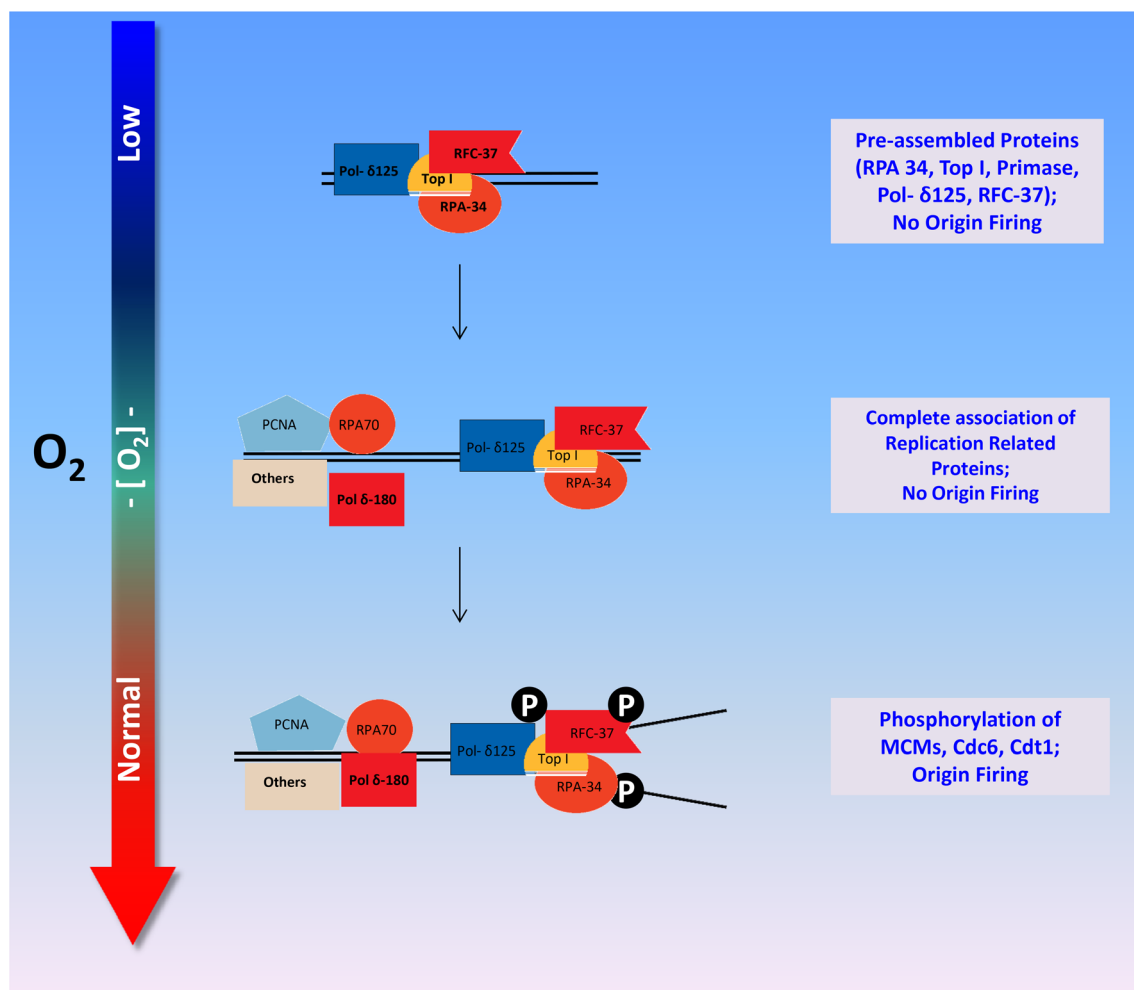 Low
- [ O₂] -
Normal
O₂
Pol- δ125
RFC-37
Top I
RPA-34
Pre-assembled Proteins
(RPA 34, Top I, Primase,
Pol- δ125, RFC-37);
No Origin Firing
PCNA
RPA70
Others
Pol δ-180
Pol- δ125
RFC-37
Top I
RPA-34
Complete association of
Replication Related
Proteins;
No Origin Firing
PCNA
RPA70
Others
Pol δ-180
Pol- δ125
P
P
RFC-37
Top I
RPA-34
P
Phosphorylation of
MCMs, Cdc6, Cdt1;
Origin Firing